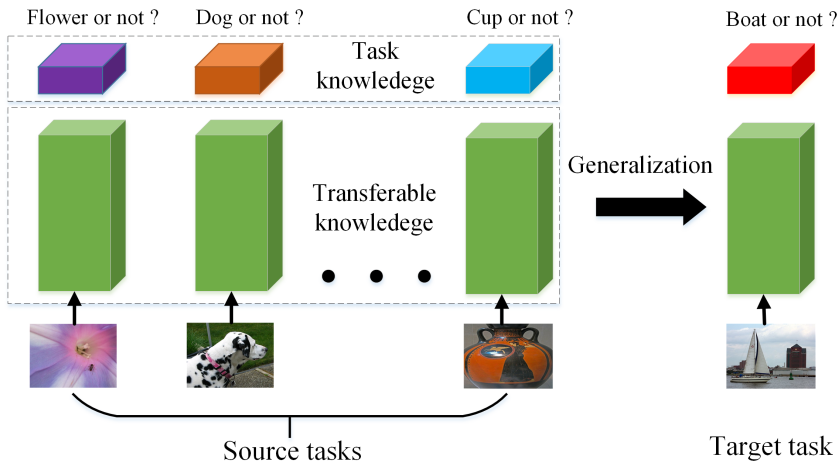 Flower or not ?
Dog or not ?
Cup or not ?
Boat or not ?
Task
knowledege
Transferable
knowledege
Generalization
Source tasks
Target task